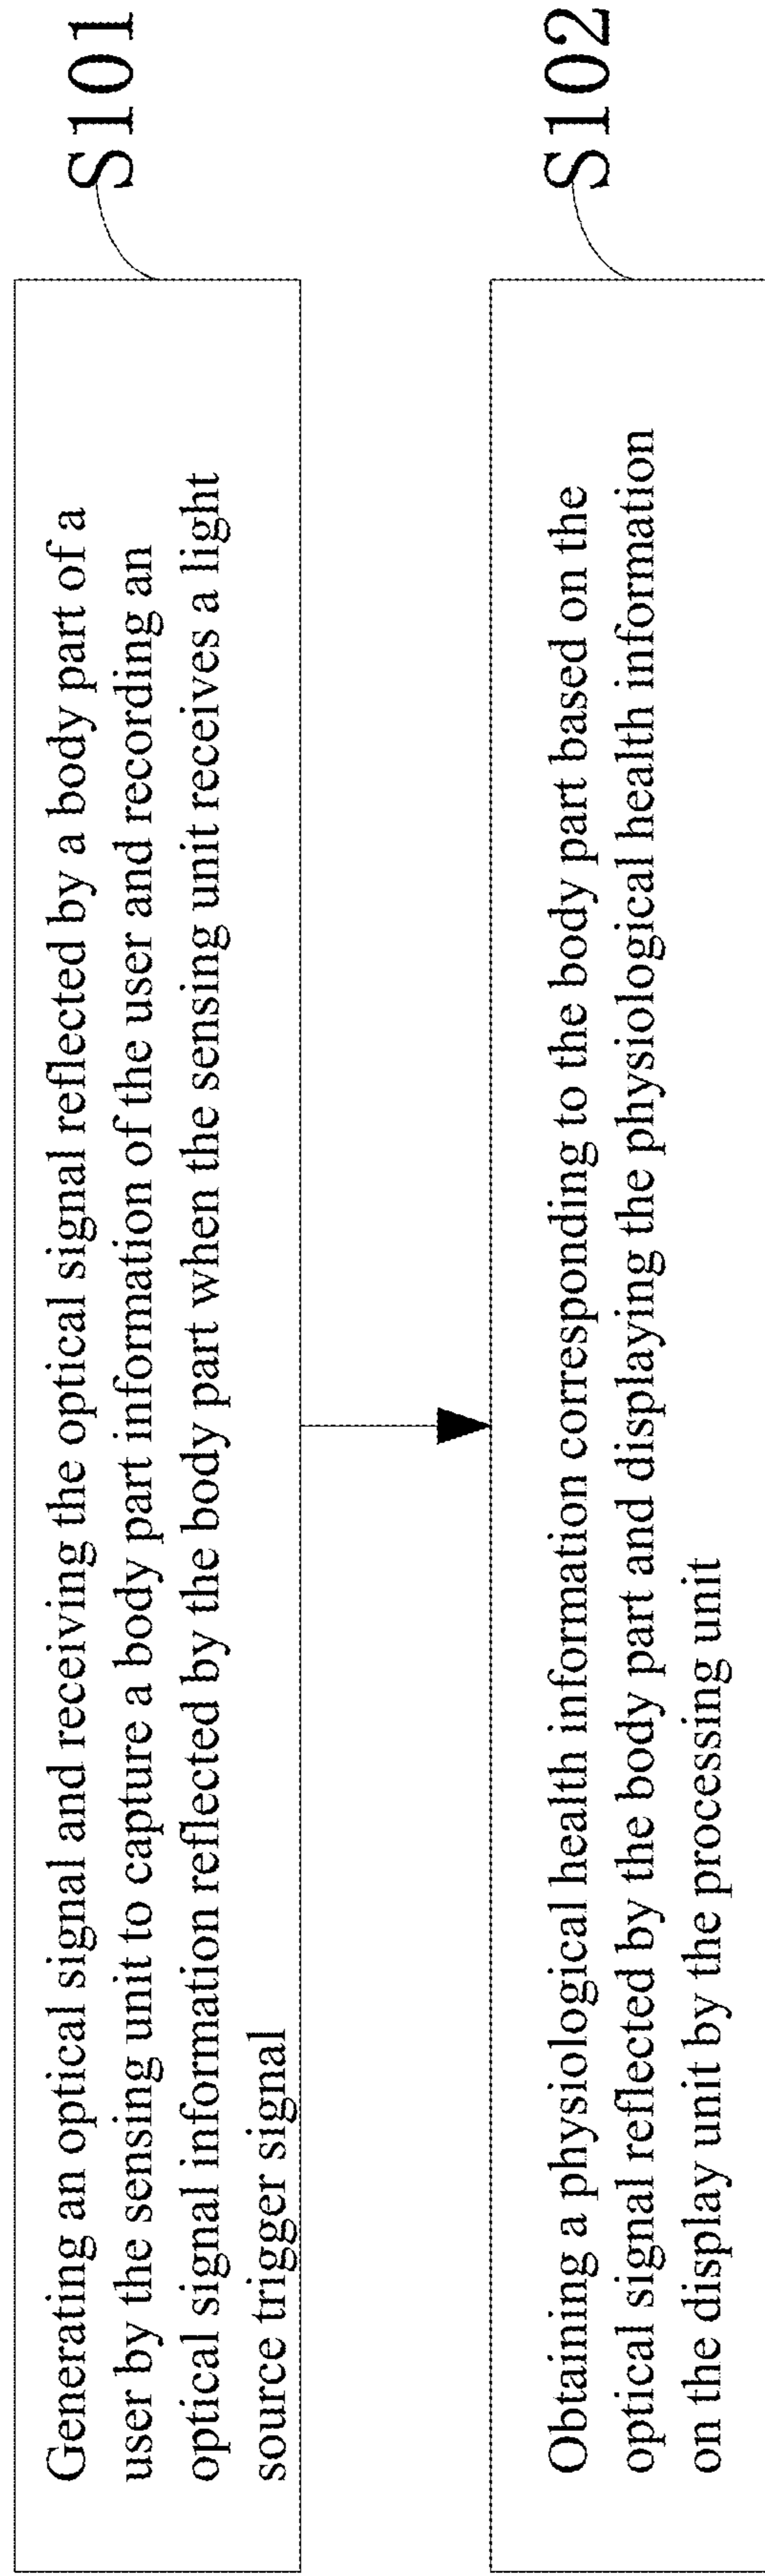 Generating an optical signal and receiving the optical signal reflected by a body part of a
user by the sensing unit to capture a body part information of the user and recording an
optical signal information reflected by the body part when the sensing unit receives a light
source trigger signal
S101
Obtaining a physiological health information corresponding to the body part based on the
optical signal reflected by the body part and displaying the physiological health information
on the display unit by the processing unit
S102